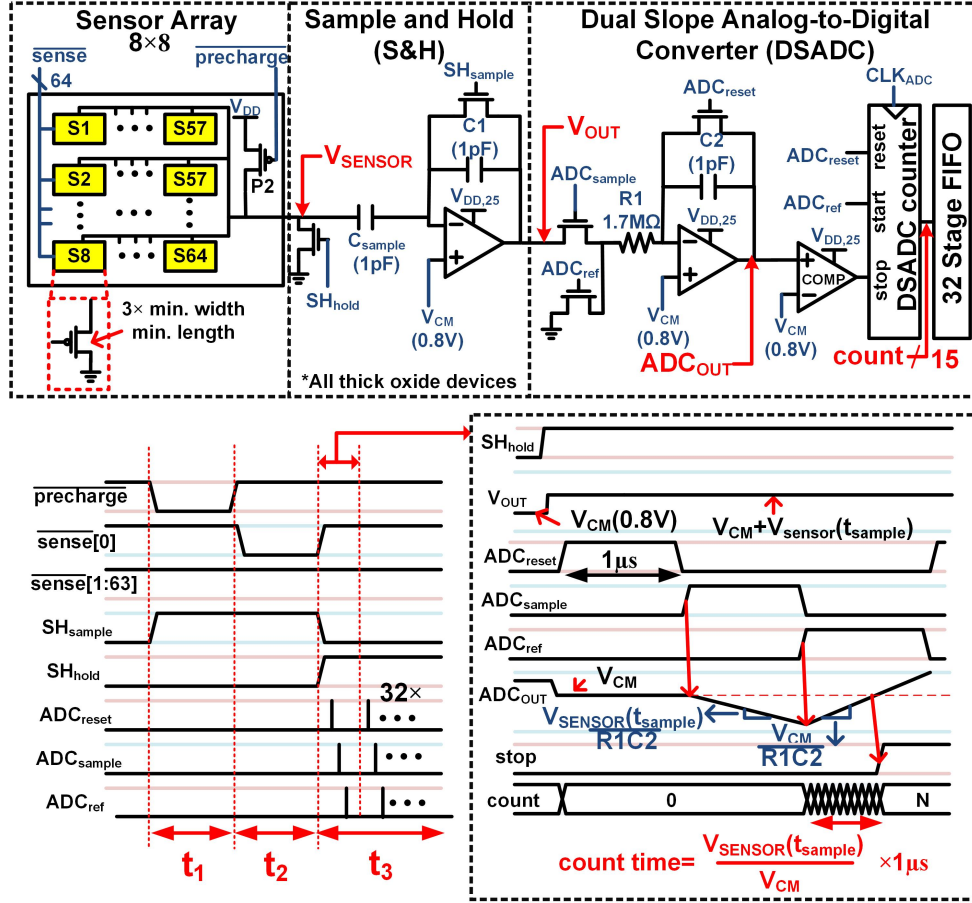 Sensor Array
8×8
Sample and Hold
(S&H)
Dual Slope Analog-to-Digital
Converter (DSADC)
sense
64
precharge
VDD
S1
S57
S2
S57
S8
S64
P2
3× min. width
min. length
VSENSOR
SHhold
Csample
(1pF)
SHsample
C1
(1pF)
VDD,25
VCM
(0.8V)
*All thick oxide devices
VOUT
ADCsample
ADCref
R1
1.7MΩ
ADCreset
C2
(1pF)
VDD,25
VCM
(0.8V)
ADCOUT
VDD,25
COMP
VCM
(0.8V)
CLKADC
ADCreset
ADCref
reset
start
stop
DSADC counter
32 Stage FIFO
count
15
precharge
sense[0]
sense[1:63]
SHsample
SHhold
ADCreset
32×
ADCsample
ADCref
t1
t2
t3
SHhold
VOUT
VCM(0.8V)
VCM+Vsensor(tsample)
ADCreset
1µs
ADCsample
ADCref
ADCOUT
VCM
VSENSOR(tsample)
R1C2
VCM
R1C2
stop
count
0
N
count time= VSENSOR(tsample)
VCM
×1µs